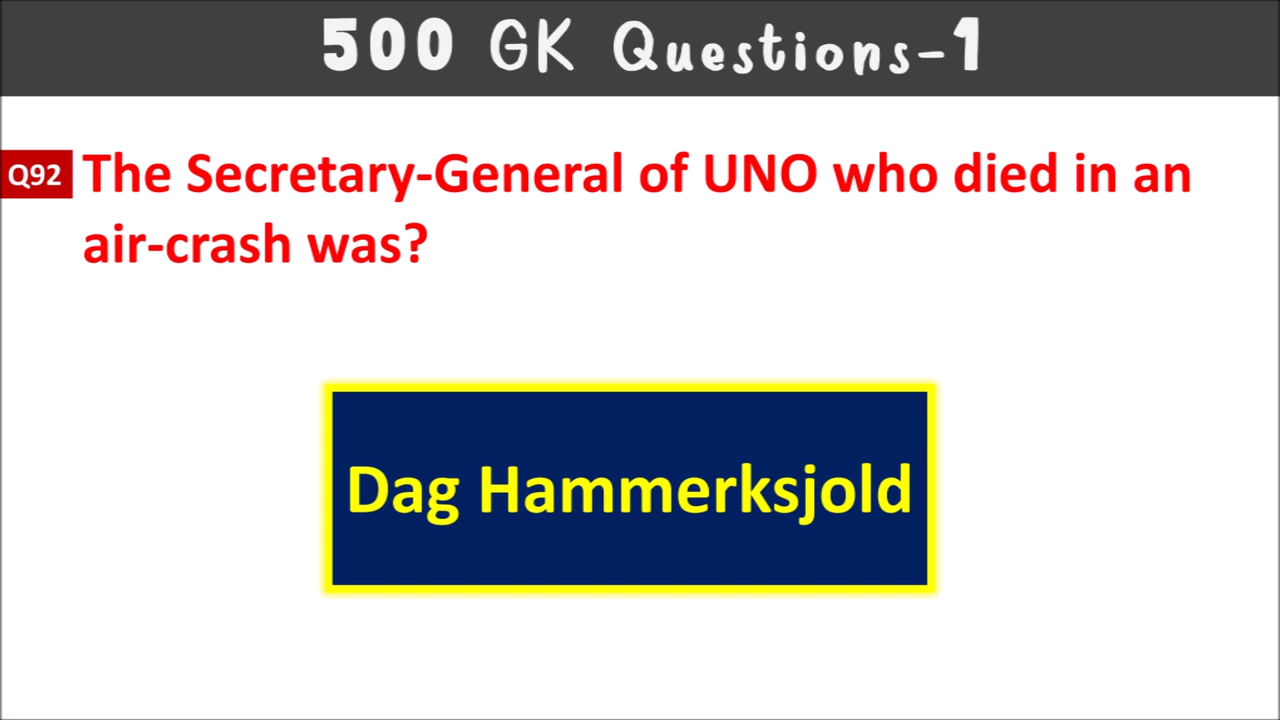 500 GK Questions-1
Q92 The Secretary-General of UNO who died in an
air-crash was?
Dag Hammerksjold